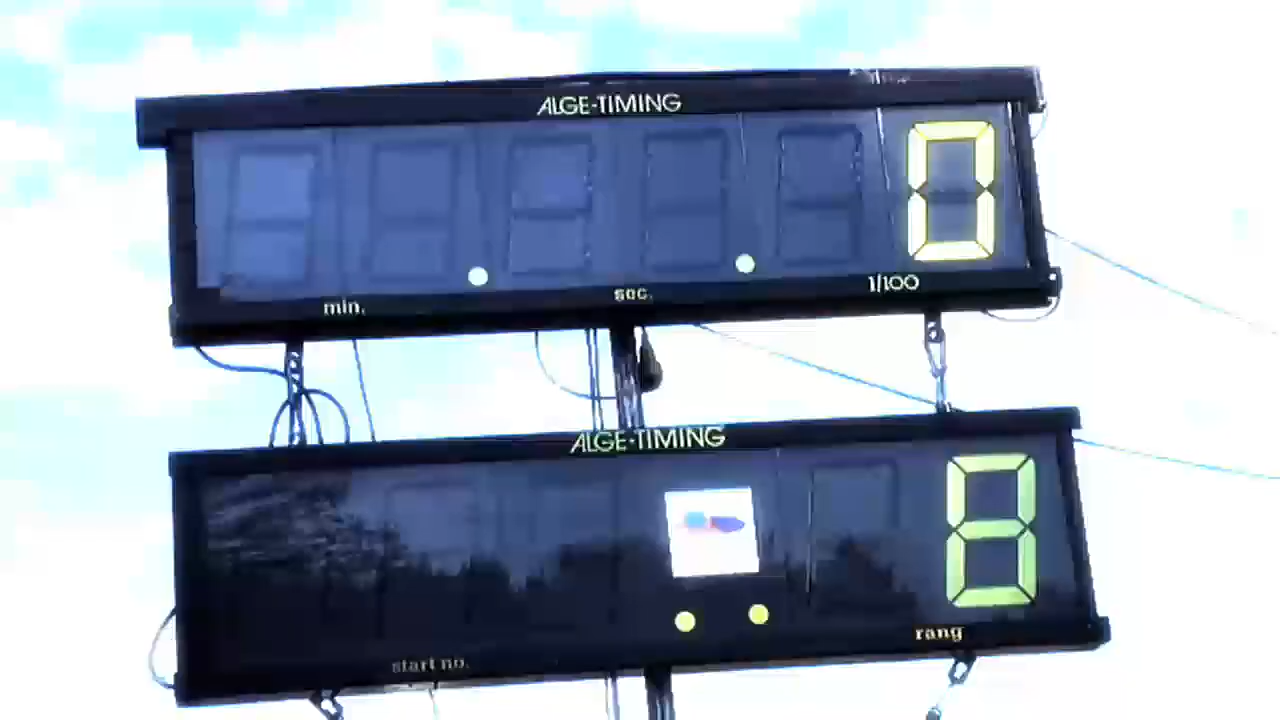 ALGE-TIMING
0
min.
sec.
1/100
ALGE-TIMING
8
start no.
rang